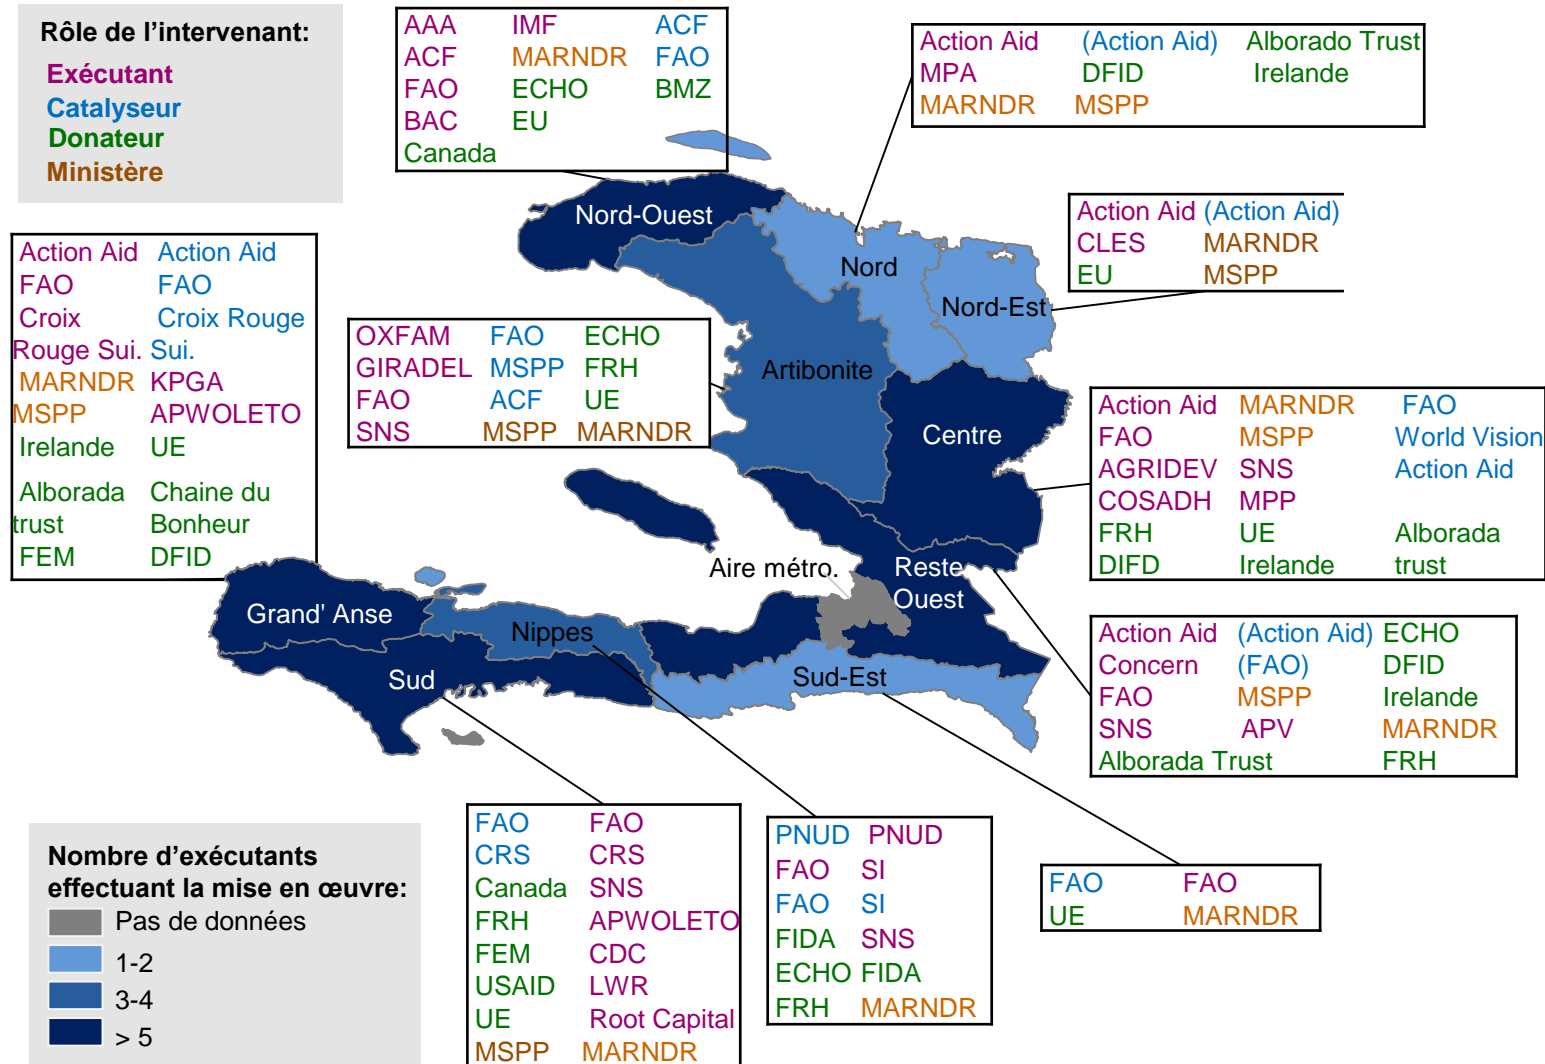 Rôle de l’intervenant:
Exécutant
Catalyseur
Donateur
Ministère
AAA IMF ACF
ACF MARNDR FAO
FAO ECHO BMZ
BAC EU
Canada
Action Aid (Action Aid) Alborado Trust
MPA DFID Irelande
MARNDR MSPP
Action Aid (Action Aid)
CLES MARNDR
EU MSPP
Action Aid Action Aid
FAO FAO
Croix Croix Rouge
Rouge Sui. Sui.
MARNDR KPGA
MSPP APWOLETO
Irelande UE
Alborada Chaine du
trust Bonheur
FEM DFID
OXFAM FAO ECHO
GIRADEL MSPP FRH
FAO ACF UE
SNS MSPP MARNDR
Nord-Ouest
Nord
Nord-Est
Artibonite
Centre
Aire métro.
Reste
Ouest
Grand' Anse
Nippes
Sud
Sud-Est
Action Aid MARNDR FAO
FAO MSPP World Vision
AGRIDEV SNS Action Aid
COSADH MPP
FRH UE Alborada
DIFD Irelande trust
Action Aid (Action Aid) ECHO
Concern (FAO) DFID
FAO MSPP Irelande
SNS APV MARNDR
Alborada Trust FRH
FAO FAO
CRS CRS
Canada SNS
FRH APWOLETO
FEM CDC
USAID LWR
UE Root Capital
MSPP MARNDR
PNUD PNUD
FAO SI
FAO SI
FIDA SNS
ECHO FIDA
FRH MARNDR
FAO FAO
UE MARNDR
Nombre d’exécutants
effectuant la mise en œuvre:
Pas de données
1-2
3-4
> 5